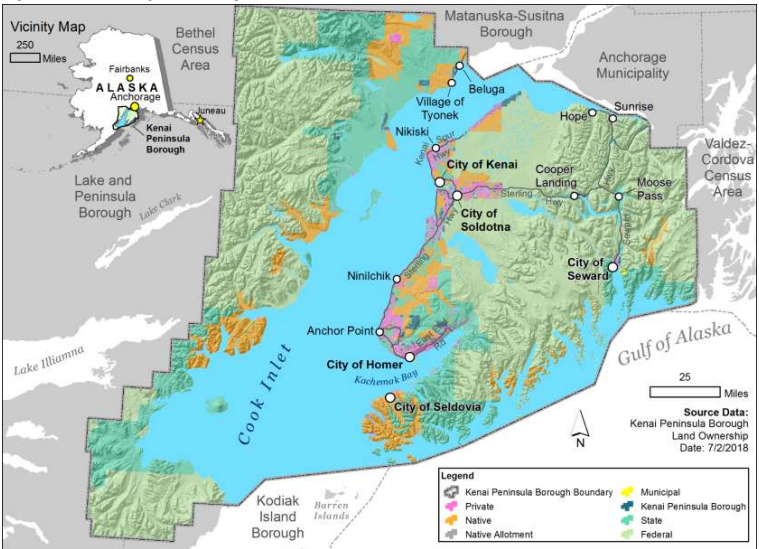 Vicinity Map
250
Miles
Fairbanks
ALASKA
Anchorage
Juneau
Kenai
Peninsula
Borough
Bethel
Census
Area
Matanuska-Susitna
Borough
Anchorage
Municipality
Valdez-
Cordova
Census
Area
Lake and
Peninsula
Borough
Lake Clark
Lake Illiamna
Beluga
Village of
Tyonek
Nikiski
Kenai Spur
Hwy
City of Kenai
Hope
Sunrise
Cooper
Landing
Moose
Pass
Sterling
Hwy
Hwy
Seward
City of
Soldotna
Hwy
Sterling
City of
Seward
Ninilchik
Anchor Point
Rd
City of Homer
Kachemak Bay
City of Seldovia
Cook Inlet
Gulf of Alaska
25
Miles
Source Data:
Kenai Peninsula Borough
Land Ownership
Date: 7/2/2018
N
Kodiak
Island
Borough
Barren
Islands
Legend
Kenai Peninsula Borough Boundary
Private
Native
Native Allotment
Municipal
Kenai Peninsula Borough
State
Federal